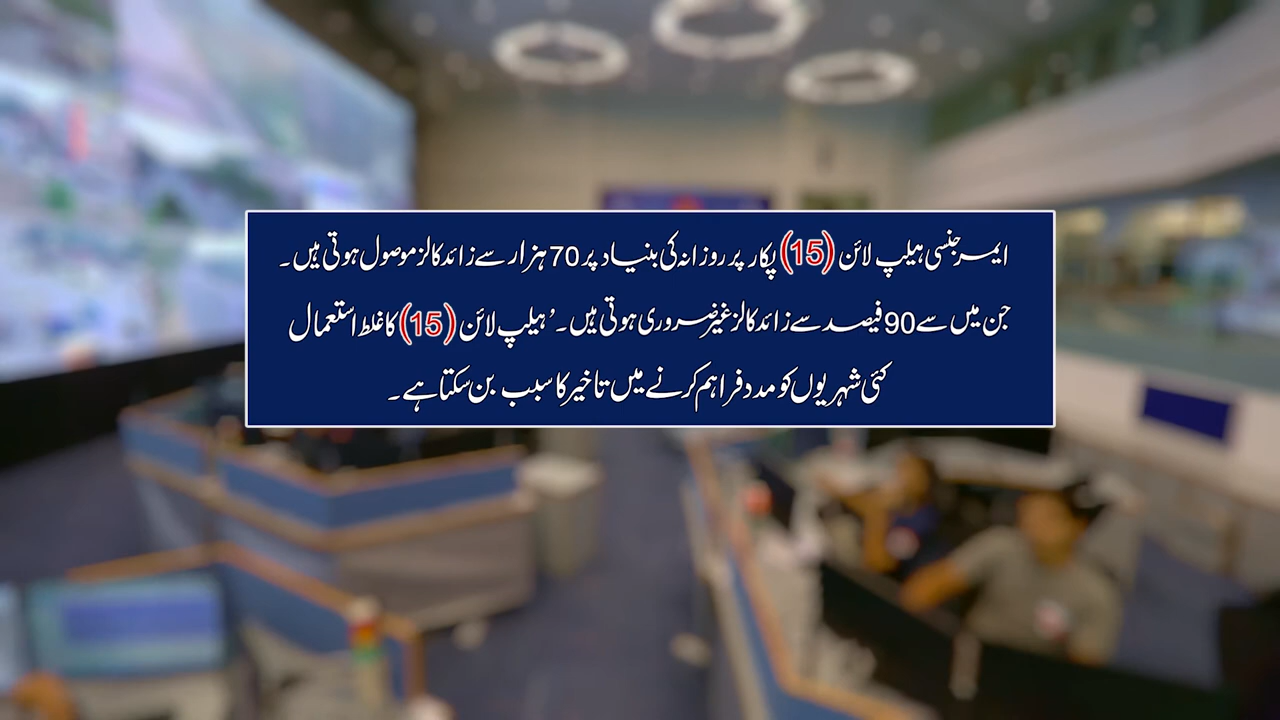 ایمرجنسی ہیلپ لائن (15) پکار پر روزانہ کی بنیاد پر 70 ہزار سے زائد کالز موصول ہوتی ہیں۔
جن میں سے 90 فیصد سے زائد کالز غیر ضروری ہوتی ہیں۔ ’ ہیلپ لائن (15) کا غلط استعمال
کئی شہریوں کو مدد فراہم کرنے میں تاخیر کا سبب بن سکتا ہے۔